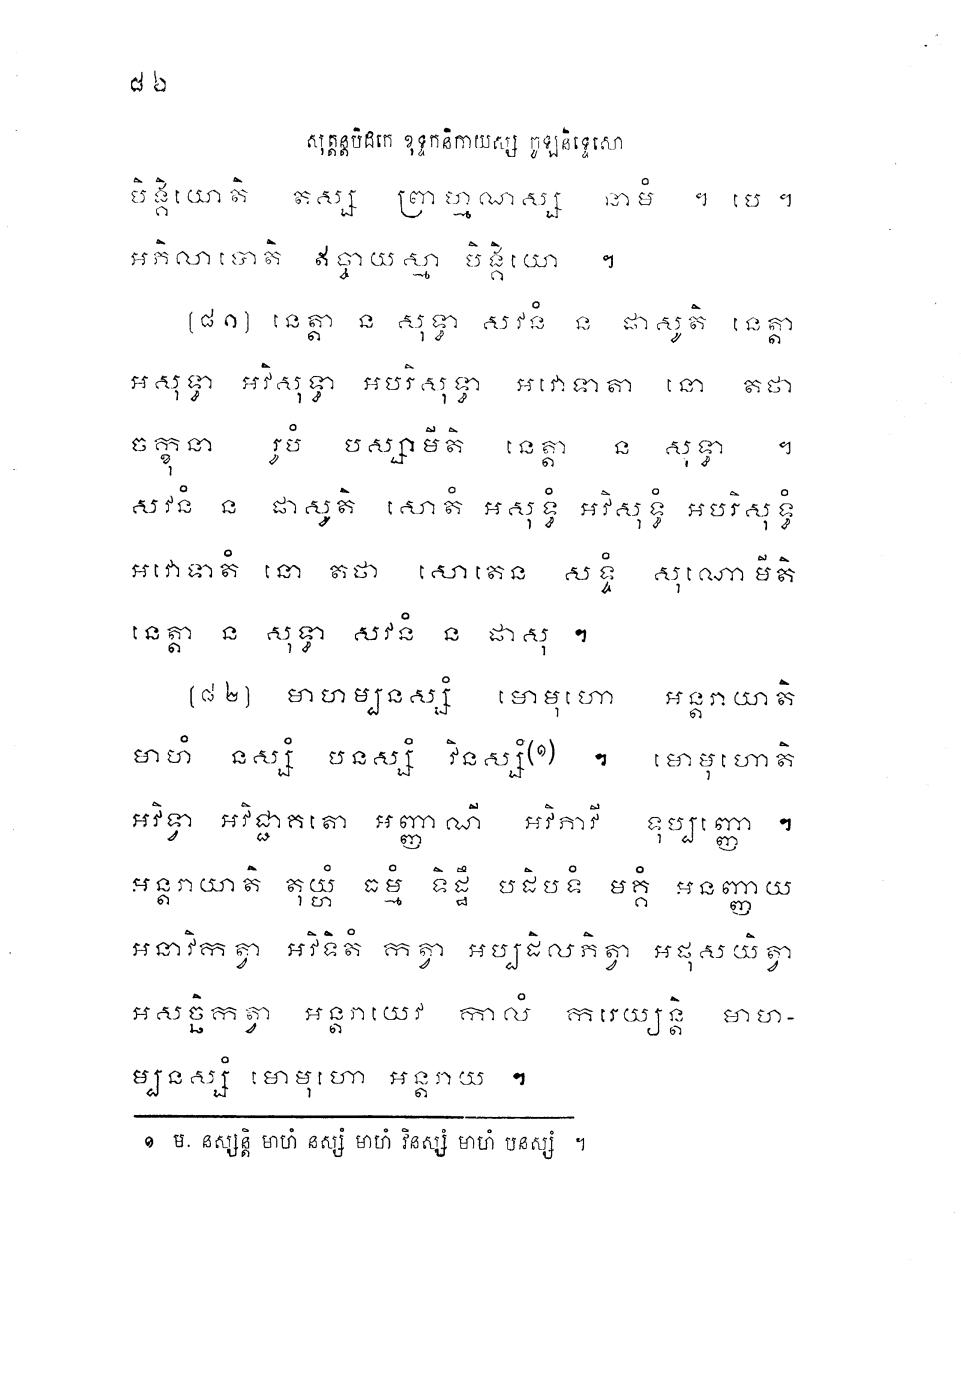 ៨៦
សុត្តន្តបិដកេ ខុទ្ទកនិកាយស្ស ចូឡនិទ្ទេសោ
បិង្គិយោតិ តស្ស ព្រាហ្មណស្ស នាមំ ។ បេ ។
អភិលាបោតិ ឥច្ចាយស្មា បិង្គិយោ ។
(៨១) នេត្តា ន សុទ្ធា សវនំ ន ផាសូតិ នេត្តា
អសុទ្ធា អវិសុទ្ធា អបរិសុទ្ធា អវោទាតា នោ តថា
ចក្ខុនា រូបំ បស្សាមីតិ នេត្តា ន សុទ្ធា ។
សវនំ ន ផាសូតិ សោតំ អសុទ្ធំ អវិសុទ្ធំ អបរិសុទ្ធំ
អវោទាតំ នោ តថា សោតេន សទ្ទំ សុណោមីតិ
នេត្តា ន សុទ្ធា សវនំ ន ផាសុ ។
(៨២) មាហម្បនស្សំ មោមុហោ អន្តរាយាតិ
មាហំ នស្សំ បនស្សំ វិនស្សំ(១) ។ មោមុហោតិ
អវិទ្វា អវិជ្ជាគតោ អញ្ញាណី អវិភាវី ទុប្បញ្ញោ ។
អន្តរាយាតិ តុយ្ហំ ធម្មំ ទិដ្ឋឹ បដិបទំ មគ្គំ អនញ្ញាយ
អនាវិកត្វា អវិទិតំ កត្វា អប្បដិលភិត្វា អផុសយិត្វា
អសច្ឆិកត្វា អន្តរាយេវ កាលំ ករេយ្យន្តិ មាហ-
ម្បនស្សំ មោមុហោ អន្តរាយ ។
១ ម. នស្សន្តិ មាហំ នស្សំ មាហំ វិនស្សំ មាហំ បនស្សំ ។